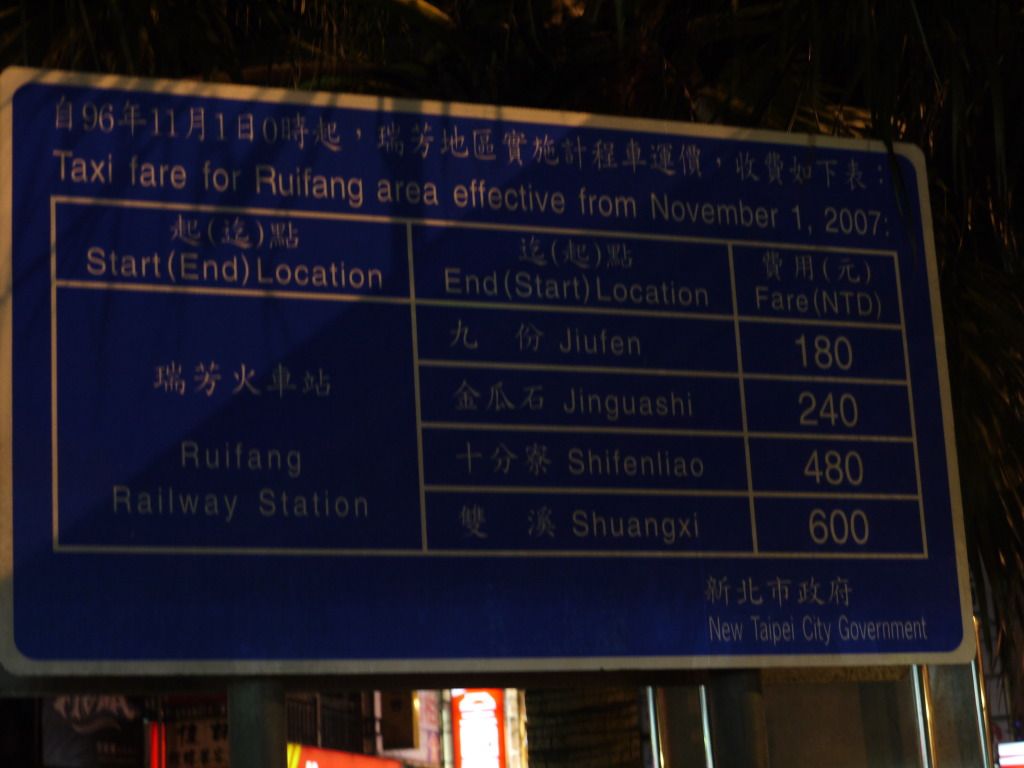 自96年11月1日0時起，瑞芳地區實施計程車運價，收費如下表：
Taxi fare for Ruifang area effective from November 1, 2007:
起(迄)點 迄(起)點 費用(元)
Start(End)Location End(Start)Location Fare(NTD)
九 份 Jiufen 180
瑞芳火車站 金瓜石 Jinguashi 240
Ruifang 十分寮 Shifenliao 480
Railway Station 雙 溪 Shuangxi 600
新北市政府
New Taipei City Government